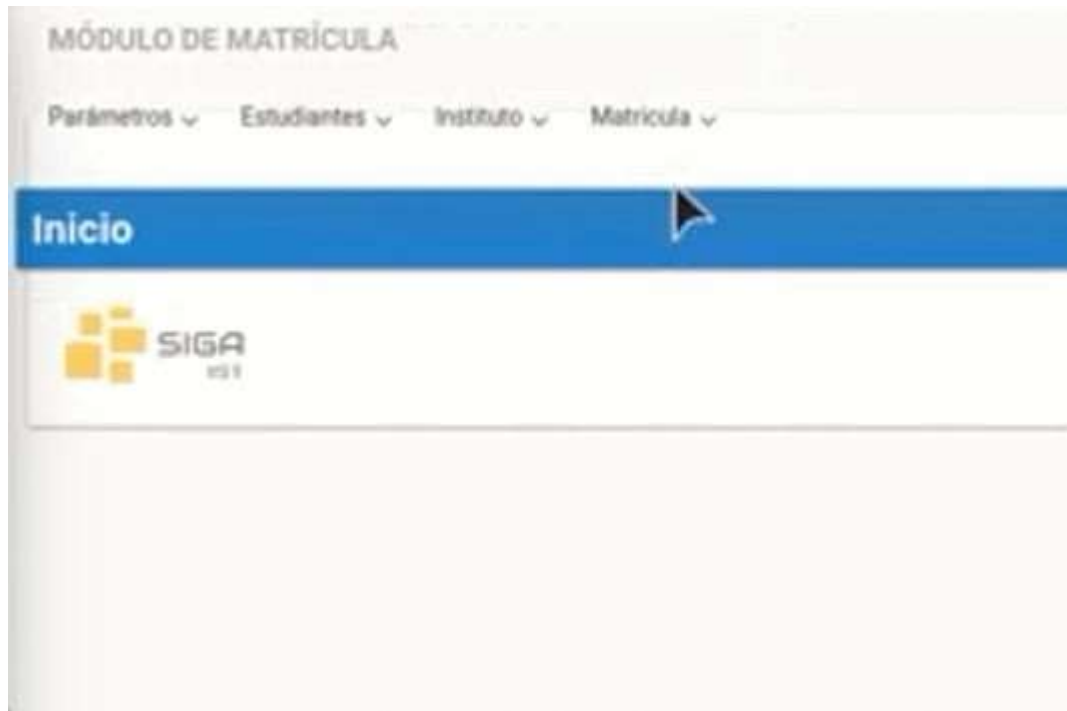 MÓDULO DE MATRÍCULA
Parámetros Estudiantes Instituto Matricula
Inicio
SIGA